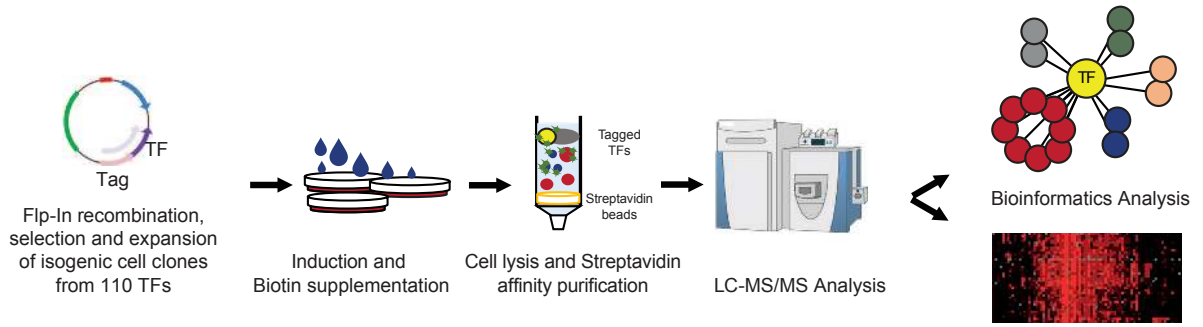 TF
Tag
Flp-In recombination,
selection and expansion
of isogenic cell clones
from 110 TFs
Induction and
Biotin supplementation
Tagged
TFs
Streptavidin
beads
Cell lysis and Streptavidin
affinity purification
LC-MS/MS Analysis
TF
Bioinformatics Analysis